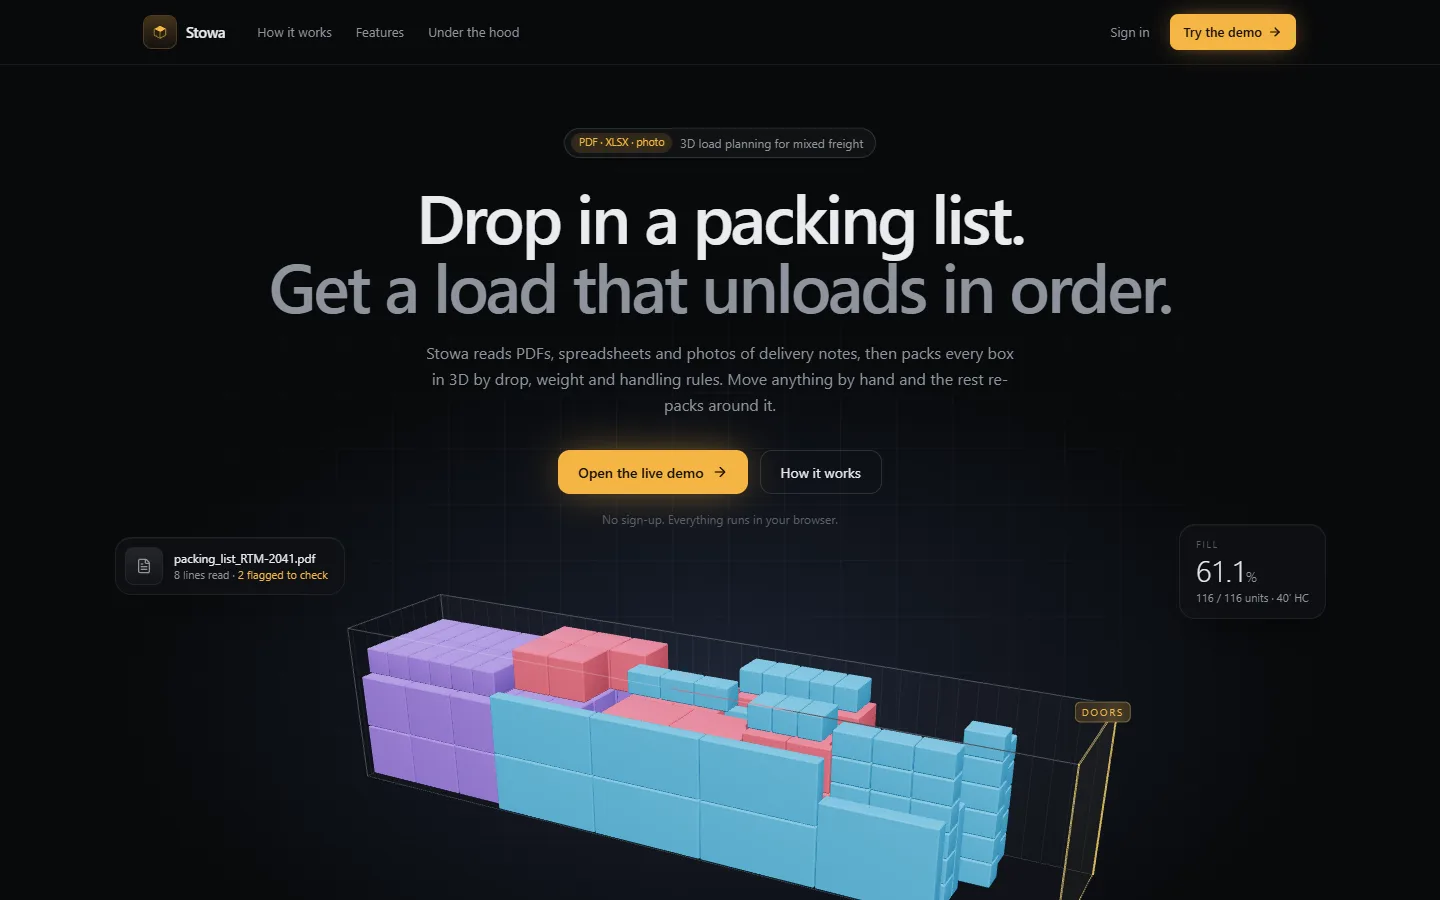 Stowa
How it works
Features
Under the hood
Sign in
Try the demo
PDF · XLSX · photo
3D load planning for mixed freight
Drop in a packing list.
Get a load that unloads in order.
Stowa reads PDFs, spreadsheets and photos of delivery notes, then packs every box
in 3D by drop, weight and handling rules. Move anything by hand and the rest re-
packs around it.
Open the live demo
How it works
No sign-up. Everything runs in your browser.
packing_list_RTM-2041.pdf
8 lines read · 2 flagged to check
FILL
61.1%
116 / 116 units · 40' HC
DOORS